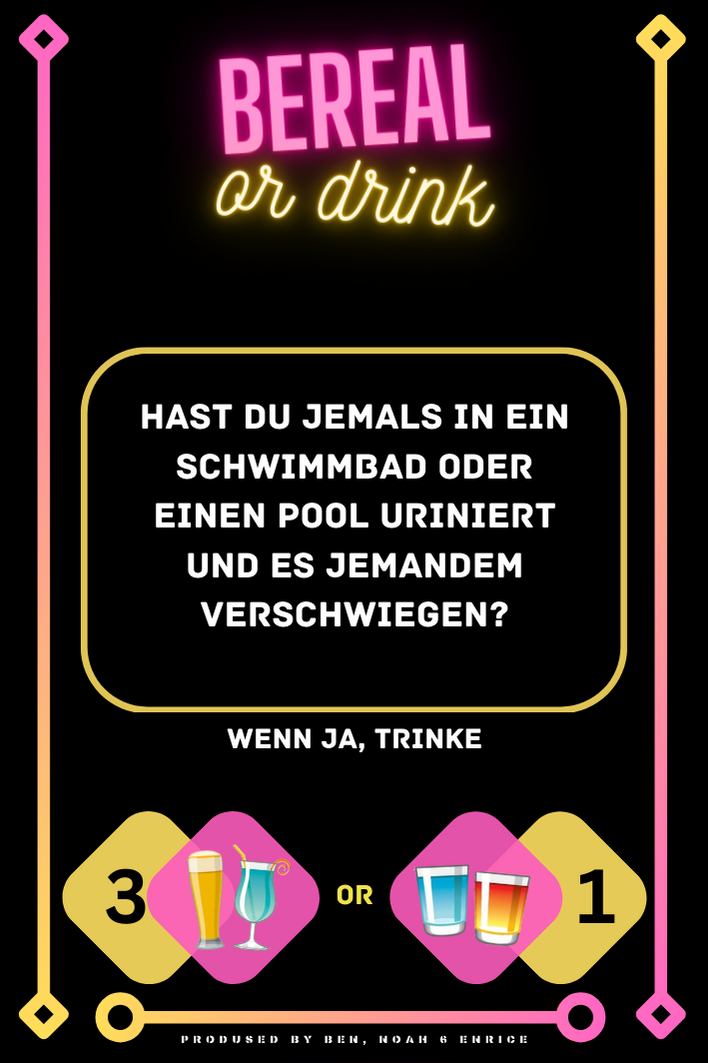 BEREAL
or drink
HAST DU JEMALS IN EIN
SCHWIMMBAD ODER
EINEN POOL URINIERT
UND ES JEMANDEM
VERSCHWIEGEN?
WENN JA, TRINKE
3 OR 1
PRODUSED BY BEN, NOAH & ENRICE